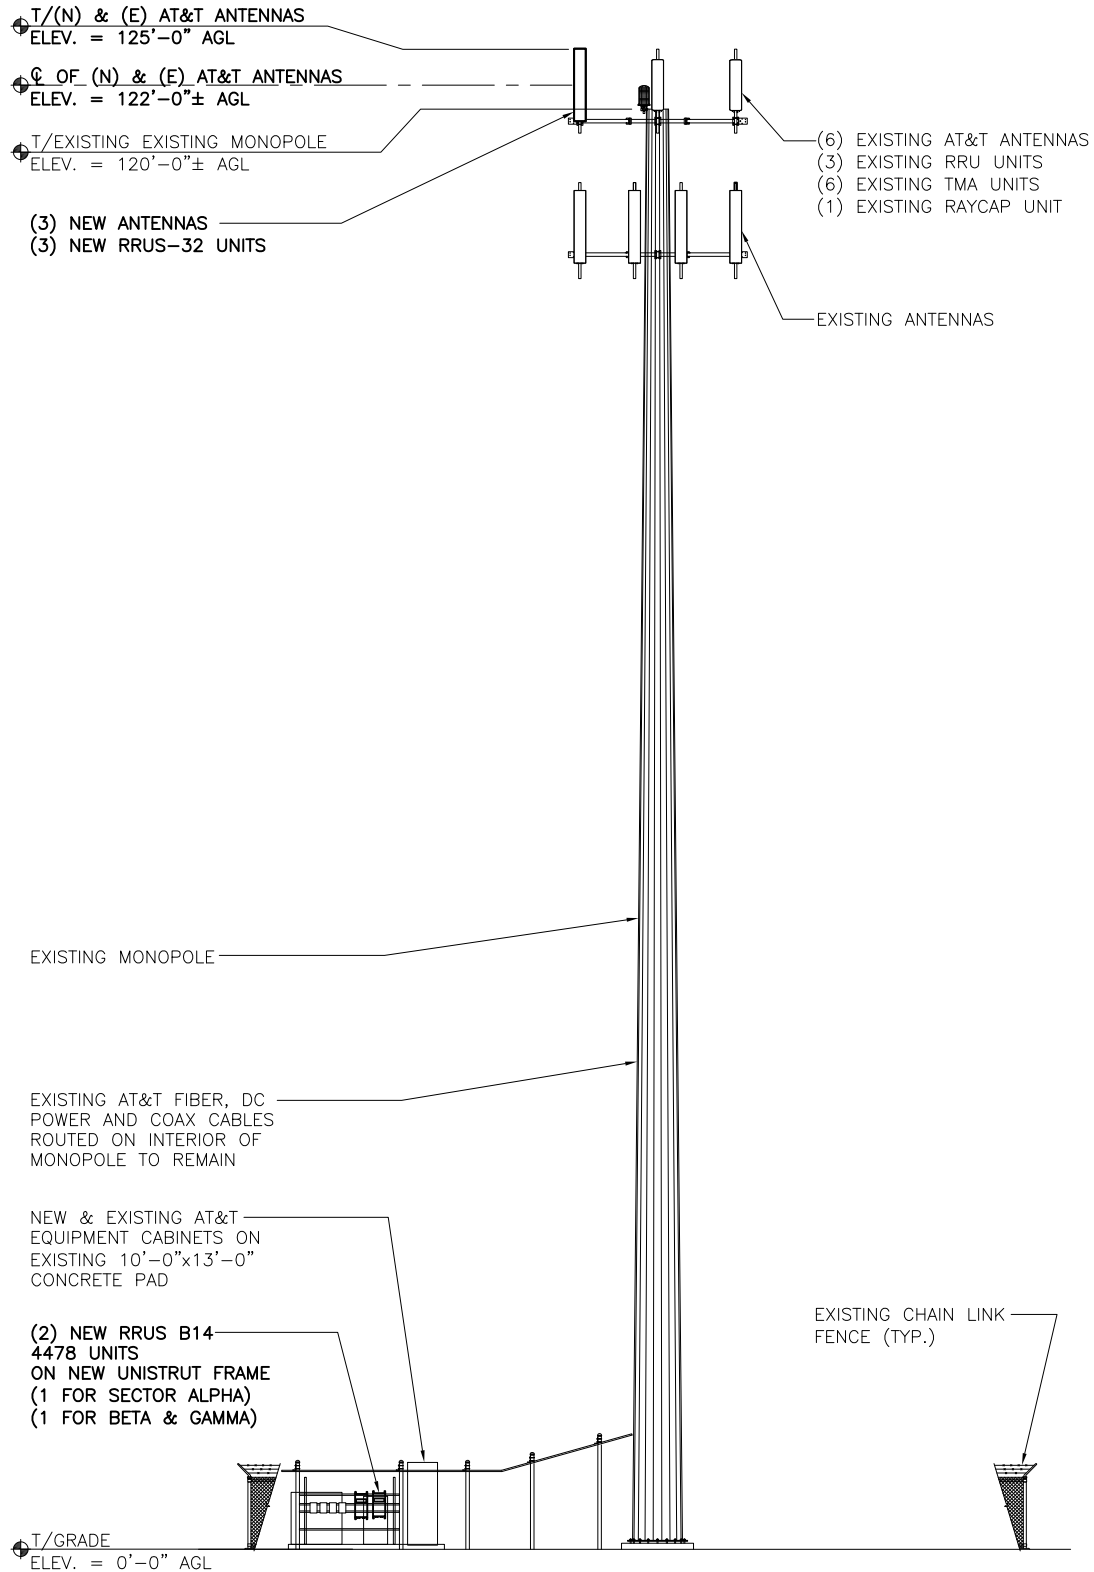 T/(N) & (E) AT&T ANTENNAS
ELEV. = 125'-0" AGL
℄ OF (N) & (E) AT&T ANTENNAS
ELEV. = 122'-0"± AGL
T/EXISTING EXISTING MONOPOLE
ELEV. = 120'-0"± AGL
(6) EXISTING AT&T ANTENNAS
(3) EXISTING RRU UNITS
(6) EXISTING TMA UNITS
(1) EXISTING RAYCAP UNIT
(3) NEW ANTENNAS
(3) NEW RRUS-32 UNITS
EXISTING ANTENNAS
EXISTING MONOPOLE
EXISTING AT&T FIBER, DC
POWER AND COAX CABLES
ROUTED ON INTERIOR OF
MONOPOLE TO REMAIN
NEW & EXISTING AT&T
EQUIPMENT CABINETS ON
EXISTING 10'-0"x13'-0"
CONCRETE PAD
(2) NEW RRUS B14
4478 UNITS
ON NEW UNISTRUT FRAME
(1 FOR SECTOR ALPHA)
(1 FOR BETA & GAMMA)
EXISTING CHAIN LINK
FENCE (TYP.)
T/GRADE
ELEV. = 0'-0" AGL